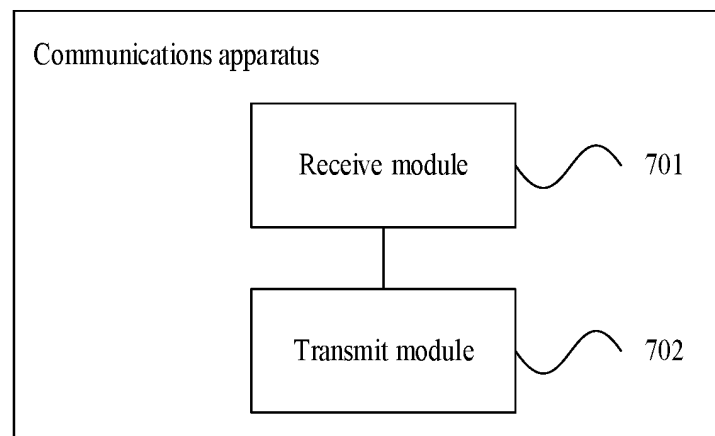 Communications apparatus
Receive module
701
Transmit module
702